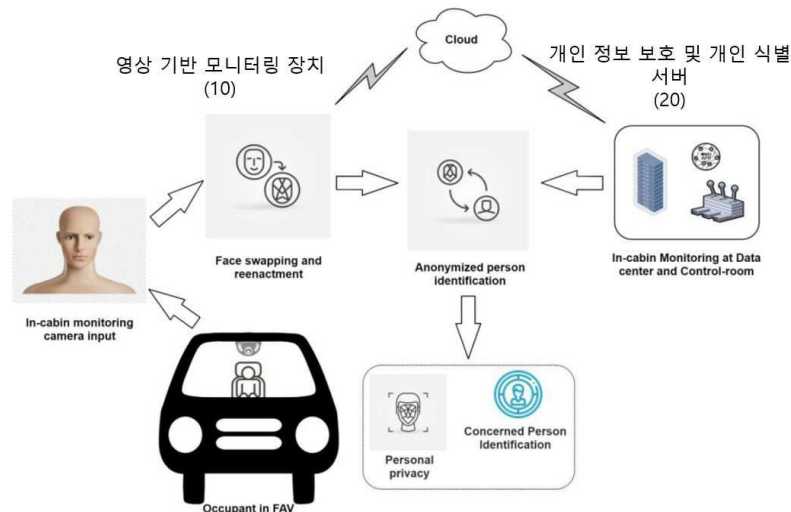 Cloud
영상 기반 모니터링 장치
(10)
개인 정보 보호 및 개인 식별
서버
(20)
Face swapping and
reenactment
Anonymized person
identification
In-cabin Monitoring at Data
center and Control-room
In-cabin monitoring
camera input
Personal
privacy
Concerned Person
Identification
Occupant in FAV